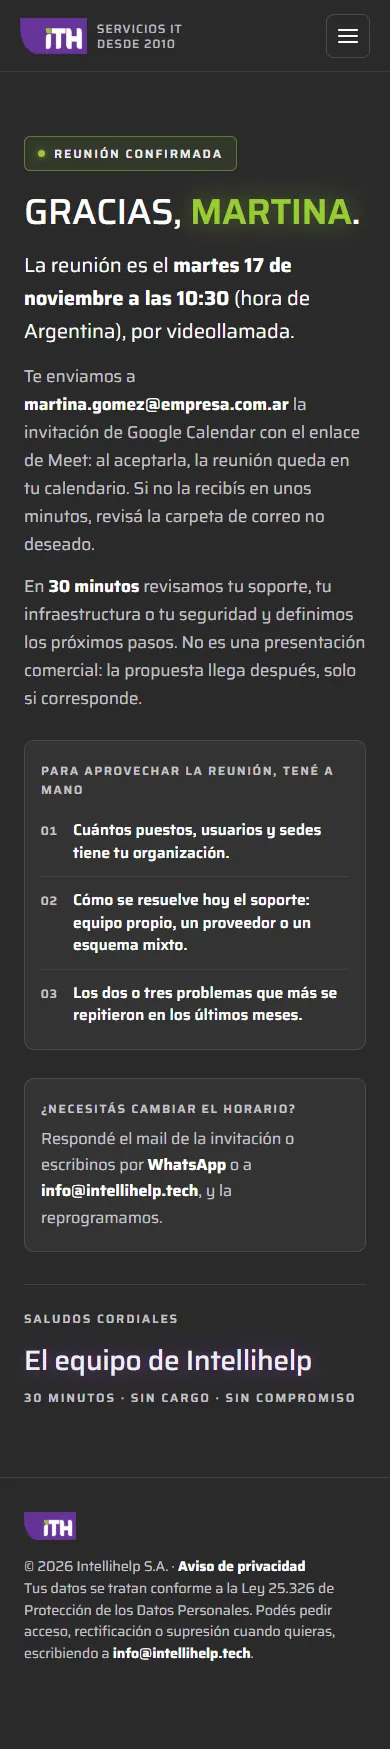 iTH
SERVICIOS IT
DESDE 2010
REUNIÓN CONFIRMADA
GRACIAS, MARTINA.
La reunión es el martes 17 de
noviembre a las 10:30 (hora de
Argentina), por videollamada.
Te enviamos a
martina.gomez@empresa.com.ar la
invitación de Google Calendar con el enlace
de Meet: al aceptarla, la reunión queda en
tu calendario. Si no la recibís en unos
minutos, revisá la carpeta de correo no
deseado.
En 30 minutos revisamos tu soporte, tu
infraestructura o tu seguridad y definimos
los próximos pasos. No es una presentación
comercial: la propuesta llega después, solo
si corresponde.
PARA APROVECHAR LA REUNIÓN, TENÉ A
MANO
01 Cuántos puestos, usuarios y sedes
tiene tu organización.
02 Cómo se resuelve hoy el soporte:
equipo propio, un proveedor o un
esquema mixto.
03 Los dos o tres problemas que más se
repitieron en los últimos meses.
¿NECESITÁS CAMBIAR EL HORARIO?
Respondé el mail de la invitación o
escribinos por WhatsApp o a
info@intellihelp.tech, y la
reprogramamos.
SALUDOS CORDIALES
El equipo de Intellihelp
30 MINUTOS · SIN CARGO · SIN COMPROMISO
iTH
© 2026 Intellihelp S.A. · Aviso de privacidad
Tus datos se tratan conforme a la Ley 25.326 de
Protección de los Datos Personales. Podés pedir
acceso, rectificación o supresión cuando quieras,
escribiendo a info@intellihelp.tech.